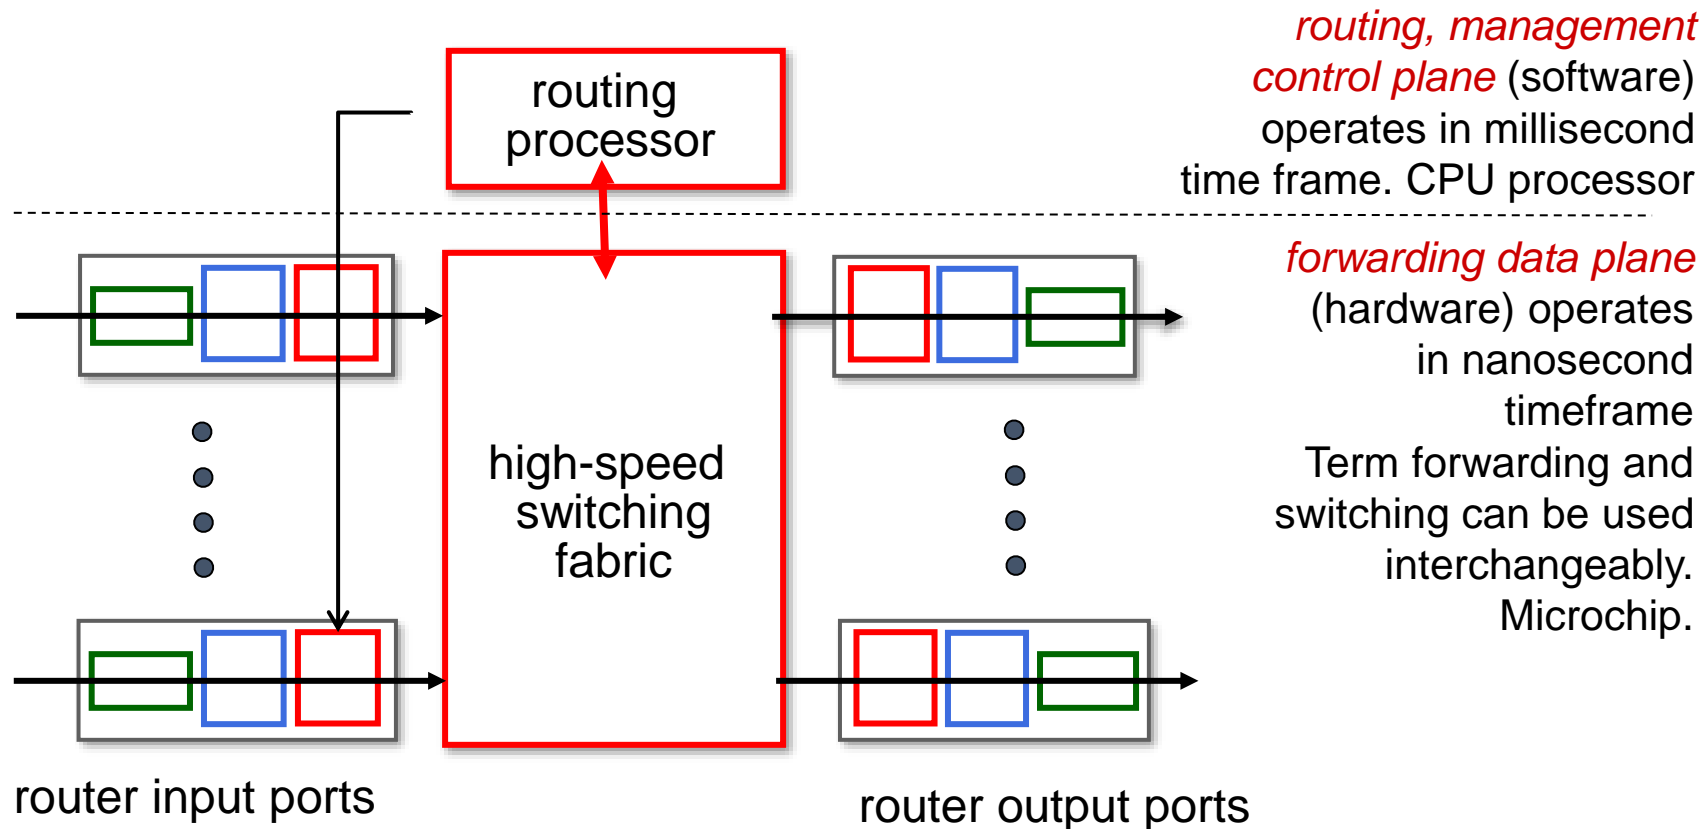 routing, management
control plane (software)
operates in millisecond
time frame. CPU processor
routing
processor
forwarding data plane
(hardware) operates
in nanosecond
timeframe
Term forwarding and
switching can be used
interchangeably.
Microchip.
high-speed
switching
fabric
router input ports
router output ports